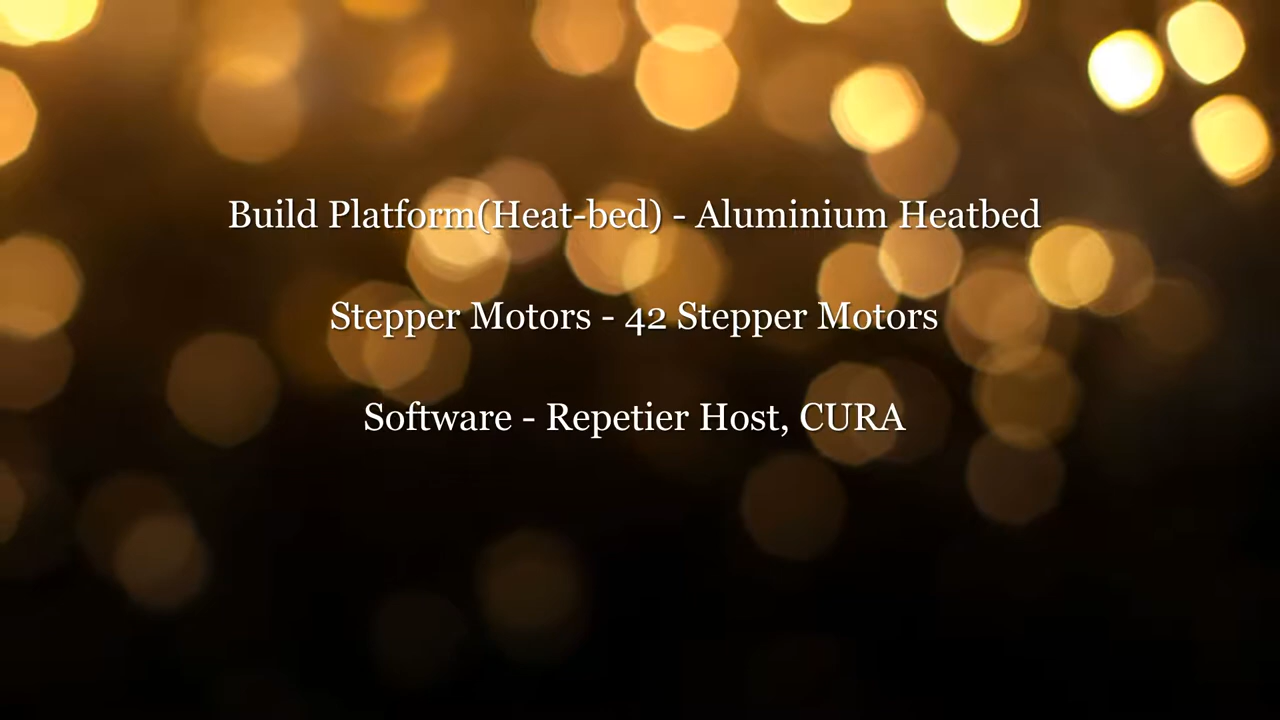 Build Platform(Heat-bed) - Aluminium Heatbed
Stepper Motors - 42 Stepper Motors
Software - Repetier Host, CURA